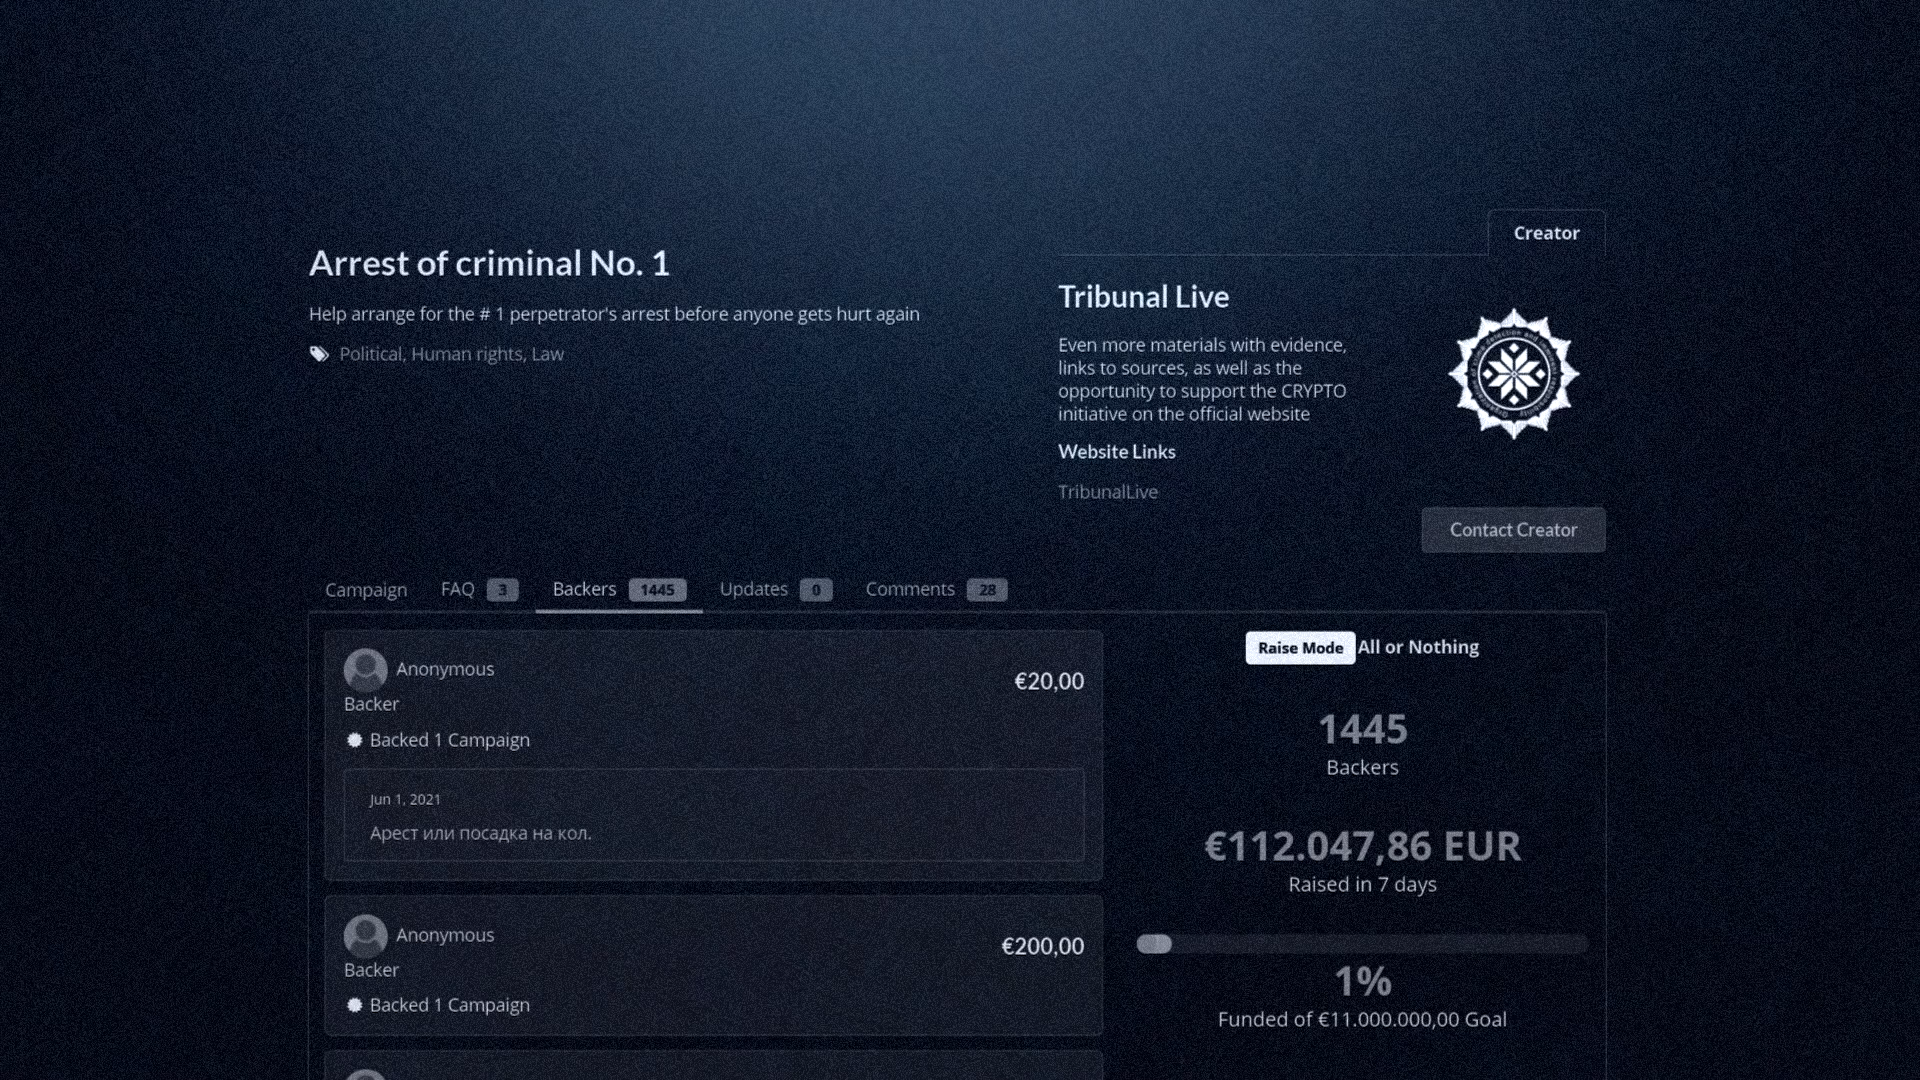 Creator
Arrest of criminal No. 1
Help arrange for the # 1 perpetrator's arrest before anyone gets hurt again
Political, Human rights, Law
Tribunal Live
Even more materials with evidence,
links to sources, as well as the
opportunity to support the CRYPTO
initiative on the official website
Website Links
TribunalLive
Contact Creator
Campaign FAQ 3 Backers 1445 Updates 0 Comments 28
Anonymous
€20,00
Backer
Backed 1 Campaign
Jun 1, 2021
Арест или посадка на кол.
Anonymous
€200,00
Backer
Backed 1 Campaign
Raise Mode All or Nothing
1445
Backers
€112.047,86 EUR
Raised in 7 days
1%
Funded of €11.000.000,00 Goal